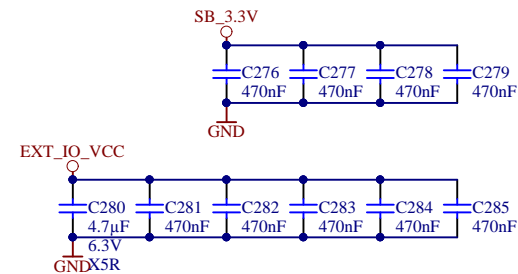 SB_3.3V
C276 C277 C278 C279
470nF 470nF 470nF 470nF
GND
EXT_IO_VCC
C280 C281 C282 C283 C284 C285
4.7µF 470nF 470nF 470nF 470nF 470nF
6.3V
GND X5R